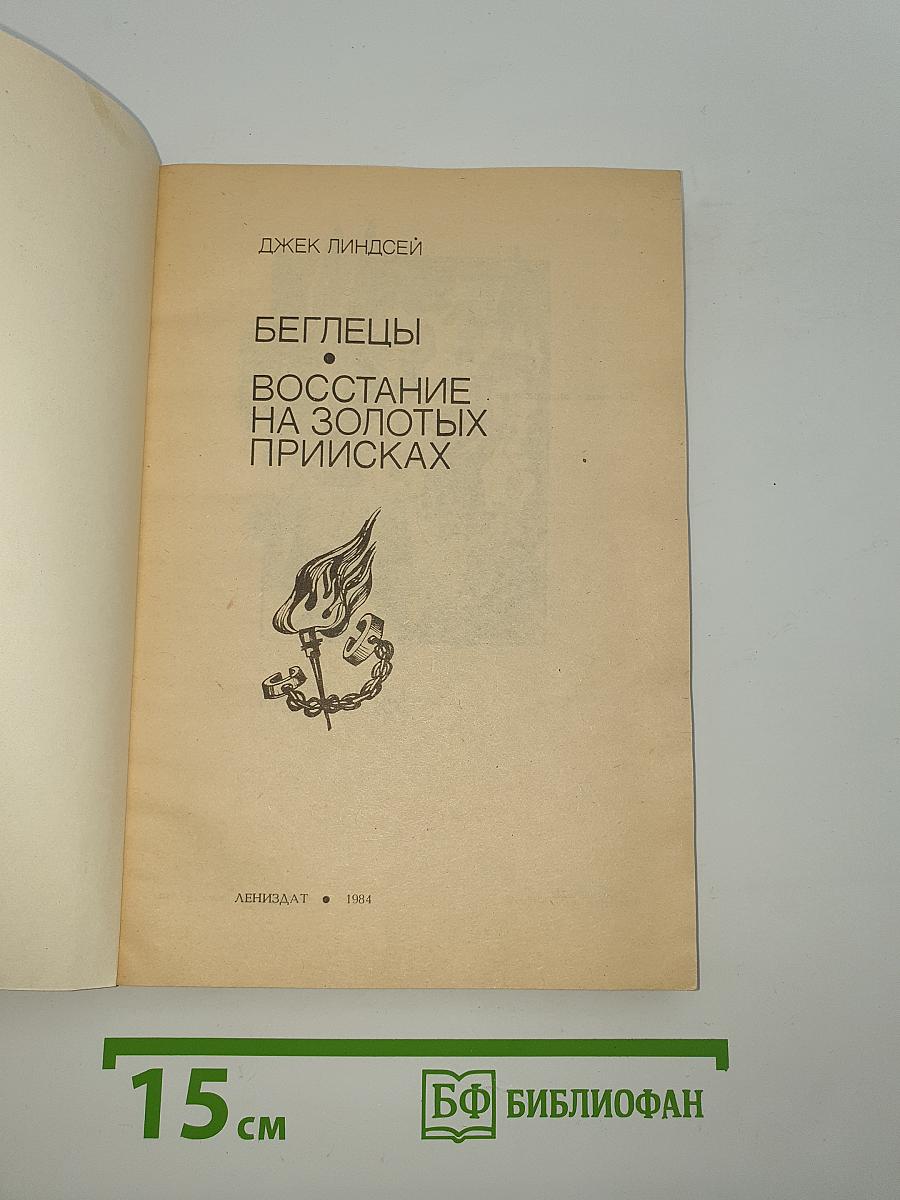 ДЖЕК ЛИНДСЕЙ
БЕГЛЕЦЫ
•
ВОССТАНИЕ
НА ЗОЛОТЫХ
ПРИИСКАХ
ЛЕНИЗДАТ • 1984
15 см
БФ БИБЛИОФАН